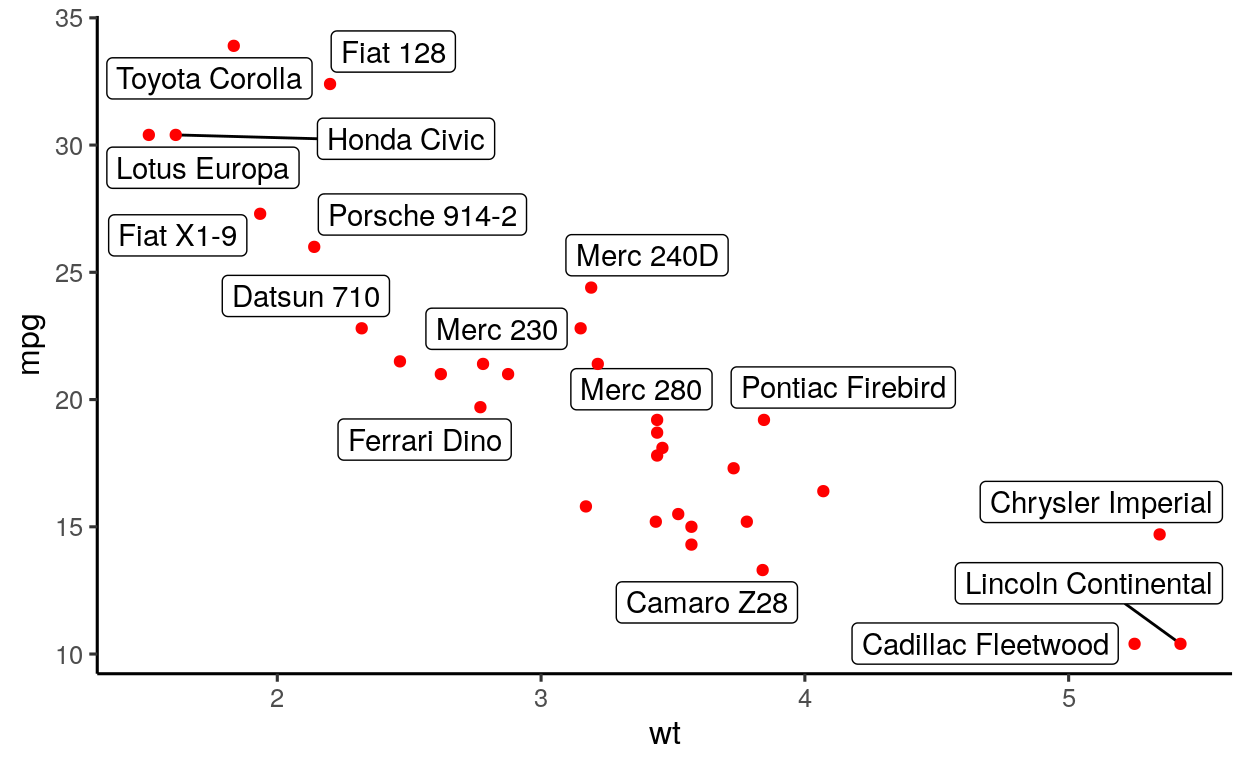 35
Fiat 128
Toyota Corolla
30
Honda Civic
Lotus Europa
Porsche 914-2
Fiat X1-9
Merc 240D
25
Datsun 710
Merc 230
mpg
Merc 280
Pontiac Firebird
20
Ferrari Dino
Chrysler Imperial
15
Lincoln Continental
Camaro Z28
Cadillac Fleetwood
10
2
3
4
5
wt